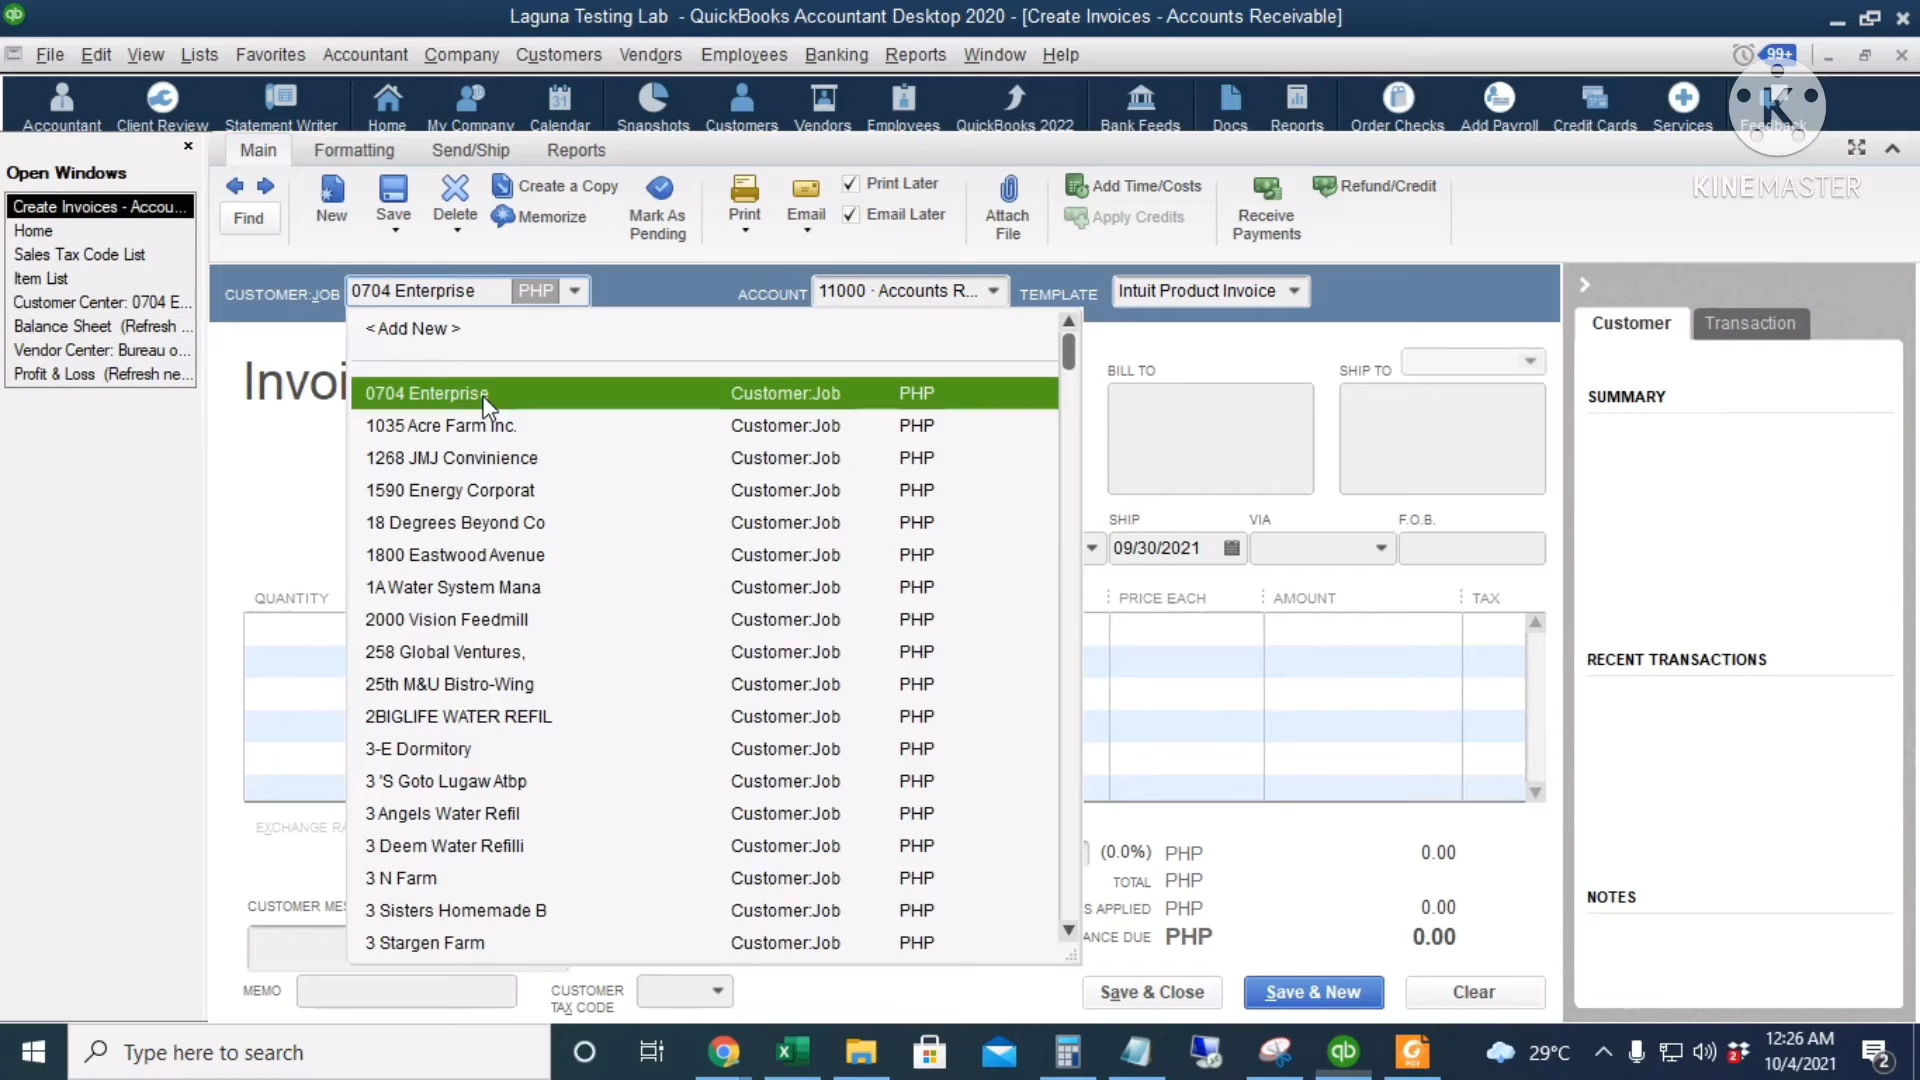 Laguna Testing Lab - QuickBooks Accountant Desktop 2020 - [Create Invoices - Accounts Receivable]
File Edit View Lists Favorites Accountant Company Customers Vendors Employees Banking Reports Window Help
99+
Accountant Client Review Statement Writer Home My Company Calendar Snapshots Customers Vendors Employees QuickBooks 2022 Bank Feeds Docs Reports Order Checks Add Payroll Credit Cards Services Feedback
K
KINEMASTER
Open Windows
Create Invoices - Accou...
Home
Sales Tax Code List
Item List
Customer Center: 0704 E...
Balance Sheet (Refresh ...
Vendor Center: Bureau o...
Profit & Loss (Refresh ne...
Main Formatting Send/Ship Reports
Find
New
Save
Delete
Create a Copy
Memorize
Mark As
Pending
Print
Email
Print Later
Email Later
Attach
File
Add Time/Costs
Apply Credits
Receive
Payments
Refund/Credit
CUSTOMER:JOB 0704 Enterprise PHP ACCOUNT 11000 · Accounts R... TEMPLATE Intuit Product Invoice
< Add New >
0704 Enterprise Customer:Job PHP
1035 Acre Farm Inc. Customer:Job PHP
1268 JMJ Convinience Customer:Job PHP
1590 Energy Corporat Customer:Job PHP
18 Degrees Beyond Co Customer:Job PHP
1800 Eastwood Avenue Customer:Job PHP
1A Water System Mana Customer:Job PHP
2000 Vision Feedmill Customer:Job PHP
258 Global Ventures, Customer:Job PHP
25th M&U Bistro-Wing Customer:Job PHP
2BIGLIFE WATER REFIL Customer:Job PHP
3-E Dormitory Customer:Job PHP
3 'S Goto Lugaw Atbp Customer:Job PHP
3 Angels Water Refil Customer:Job PHP
3 Deem Water Refilli Customer:Job PHP
3 N Farm Customer:Job PHP
3 Sisters Homemade B Customer:Job PHP
3 Stargen Farm Customer:Job PHP
Invoi
BILL TO
SHIP TO
SHIP VIA F.O.B.
09/30/2021
QUANTITY PRICE EACH AMOUNT TAX
EXCHANGE RA
(0.0%) PHP 0.00
TOTAL PHP
CUSTOMER MES
S APPLIED PHP 0.00
ANCE DUE PHP 0.00
MEMO
CUSTOMER
TAX CODE
Save & Close Save & New Clear
Customer Transaction
SUMMARY
RECENT TRANSACTIONS
NOTES
Type here to search
29°C
12:26 AM
10/4/2021
2